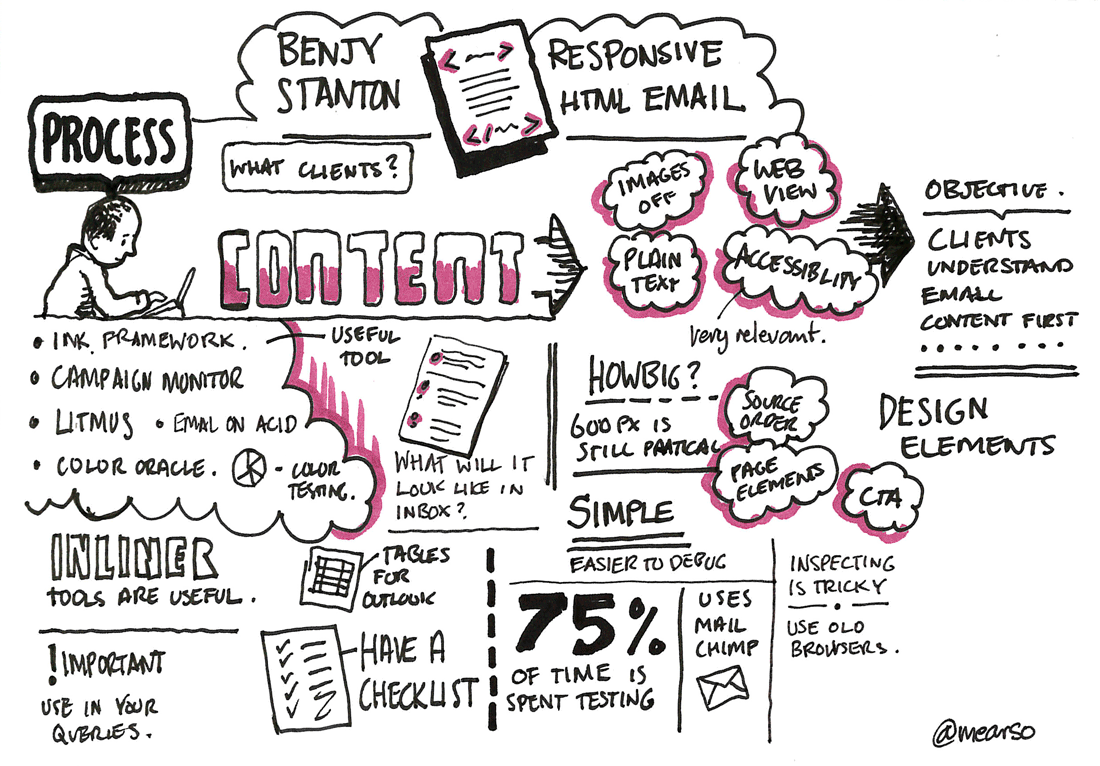 BENJY
STANTON
RESPONSIVE
HTML EMAIL
PROCESS
WHAT CLIENTS?
CONTENT
IMAGES
OFF
WEB
VIEW
PLAIN
TEXT
ACCESSIBLITY
very relevant.
OBJECTIVE.
CLIENTS
UNDERSTAND
EMAIL
CONTENT FIRST
• INK FRAMEWORK.
USEFUL
TOOL
• CAMPAIGN MONITOR
• LITMUS • EMAL ON ACID
• COLOR ORACLE. - COLOR
TESTING.
WHAT WILL IT
LOOK LIKE IN
INBOX?
HOW BIG?
600PX IS
STILL PRATICAL
SOURCE
ORDER
PAGE
ELEMENTS
CTA
DESIGN
ELEMENTS
SIMPLE
EASIER TO DEBUG
INLINER
TOOLS ARE USEFUL.
TABLES
FOR
OUTLOOK
! IMPORTANT
USE IN YOUR
QUERIES.
HAVE A
CHECKLIST
75%
OF TIME IS
SPENT TESTING
USES
MAIL
CHIMP
INSPECTING
IS TRICKY
USE OLD
BROWSERS.
@mearso